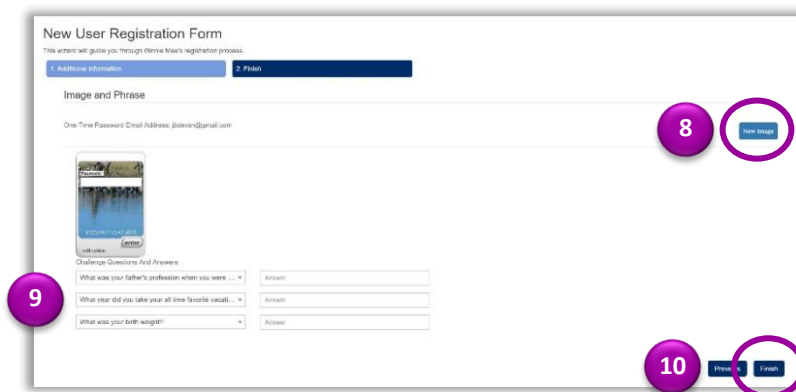 New User Registration Form
This wizard will guide you through Ginnie Mae's registration process
1. Additional Information
2. Finish
Image and Phrase
One Time Password Email Address: jbdeven@gmail.com
8
New Image
Password
enter
Challenge Questions And Answers
What was your father's profession when you were ...
Answer
9
What year did you take your all time favorite vacati...
Answer
What was your birth weight?
Answer
10
Previous
Finish